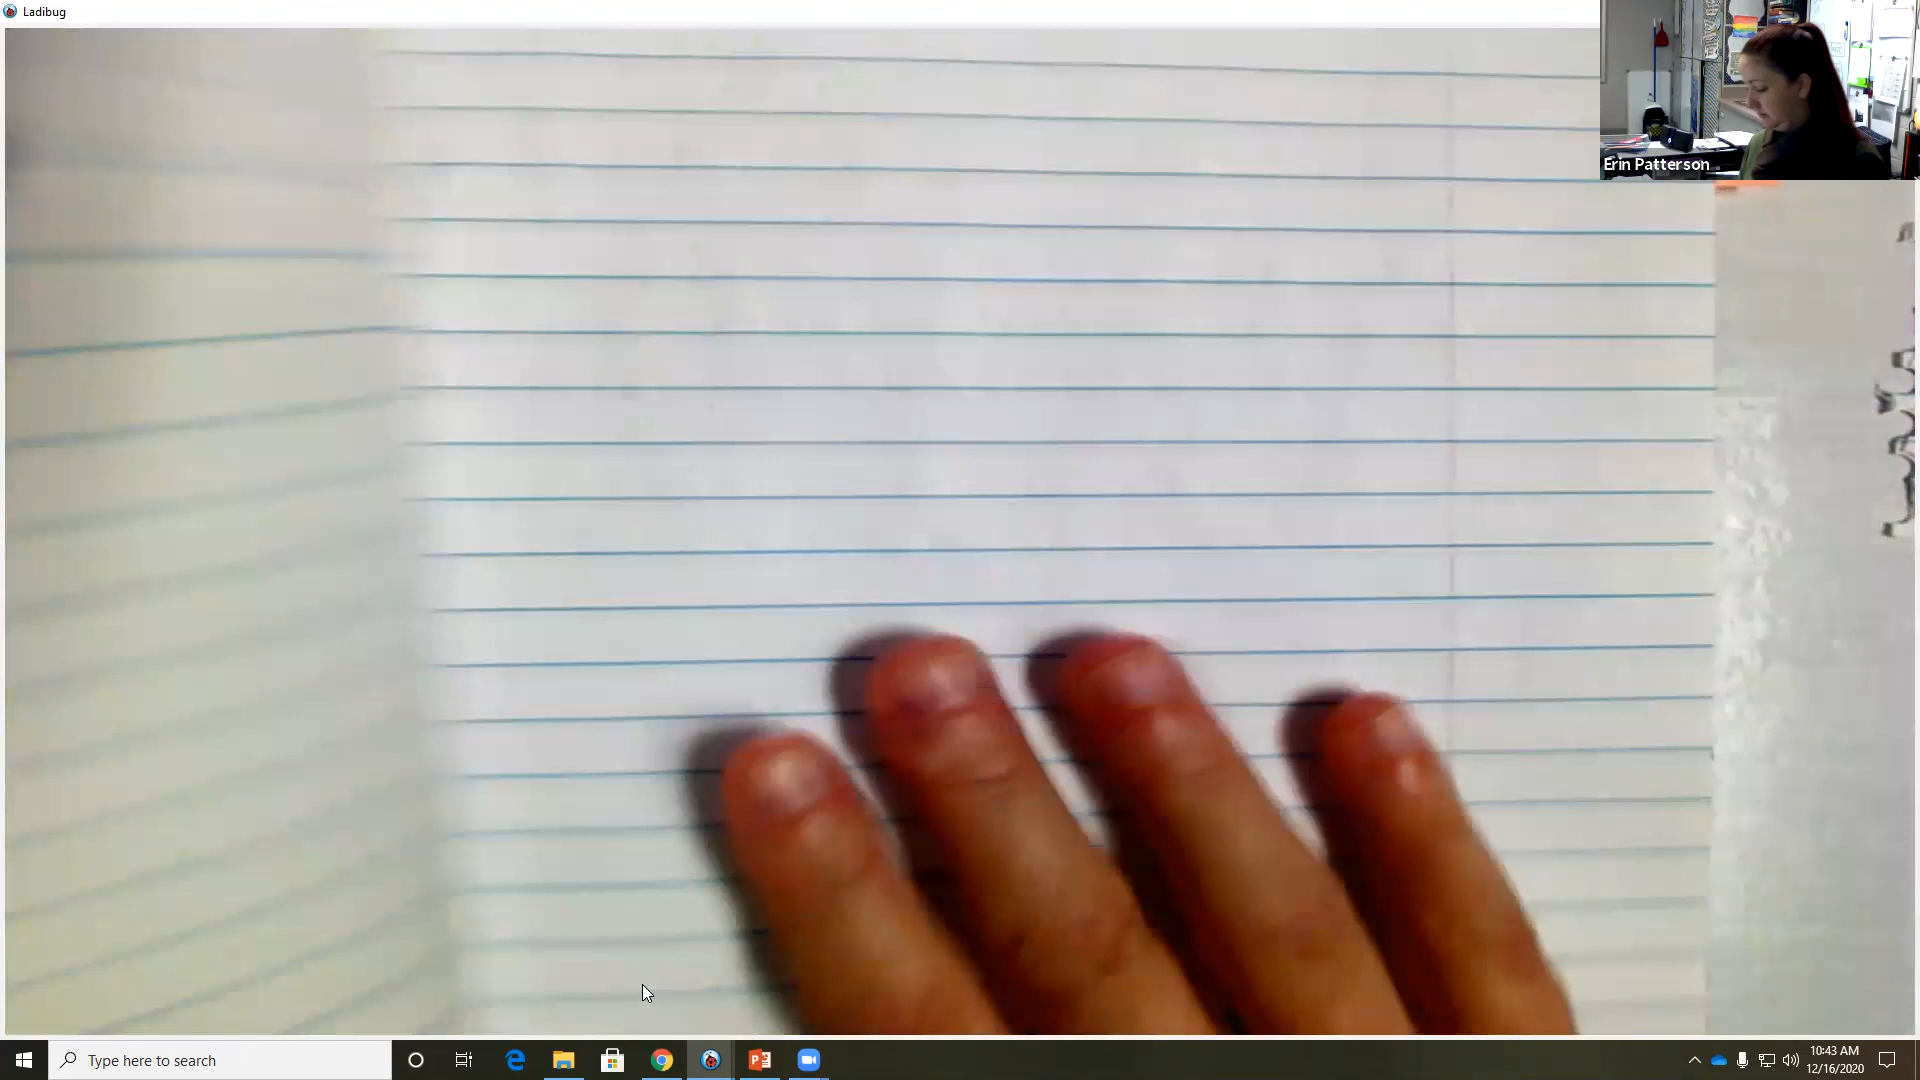 Ladibug
Erin Patterson
Type here to search
10:43 AM
12/16/2020